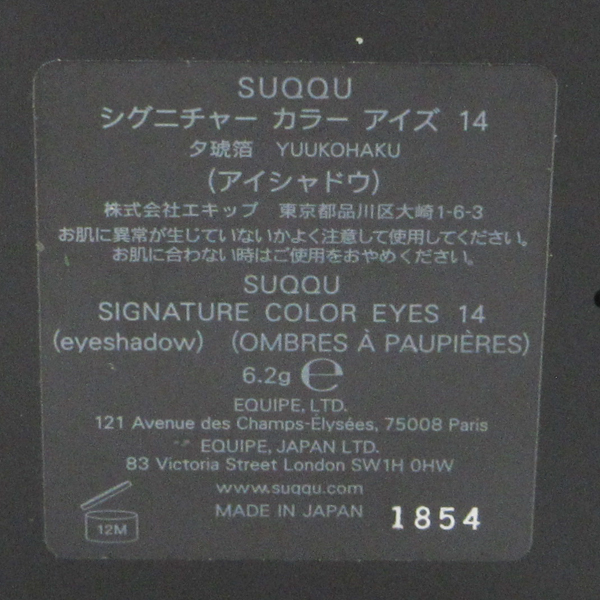 SUQQU
シグニチャー カラー アイズ 14
夕琥箔 YUUKOHAKU
(アイシャドウ)
株式会社エキップ 東京都品川区大崎1-6-3
お肌に異常が生じていないかよく注意して使用してください。
お肌に合わない時はご使用をおやめください。
SUQQU
SIGNATURE COLOR EYES 14
(eyeshadow) (OMBRES À PAUPIÈRES)
6.2g ℮
EQUIPE, LTD.
121 Avenue des Champs-Élysées, 75008 Paris
EQUIPE, JAPAN LTD.
83 Victoria Street London SW1H 0HW
www.suqqu.com
MADE IN JAPAN 1854
12M